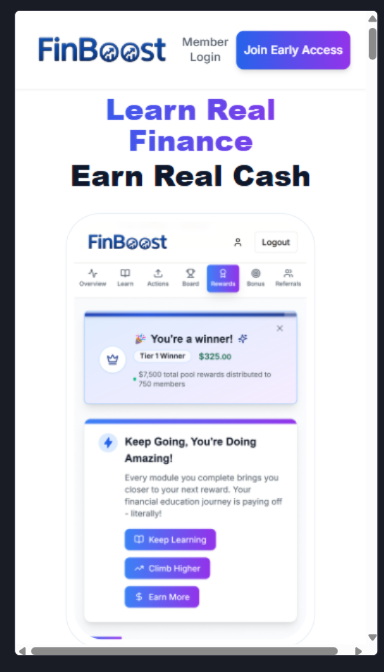 FinBoost
Member
Login
Join Early Access
Learn Real
Finance
Earn Real Cash
FinBoost
Logout
Overview Learn Actions Board Rewards Bonus Referrals
🎉 You're a winner! ✨
Tier 1 Winner $325.00
$7,500 total pool rewards distributed to
750 members
Keep Going, You're Doing
Amazing!
Every module you complete brings you
closer to your next reward. Your
financial education journey is paying off
- literally!
Keep Learning
Climb Higher
Earn More